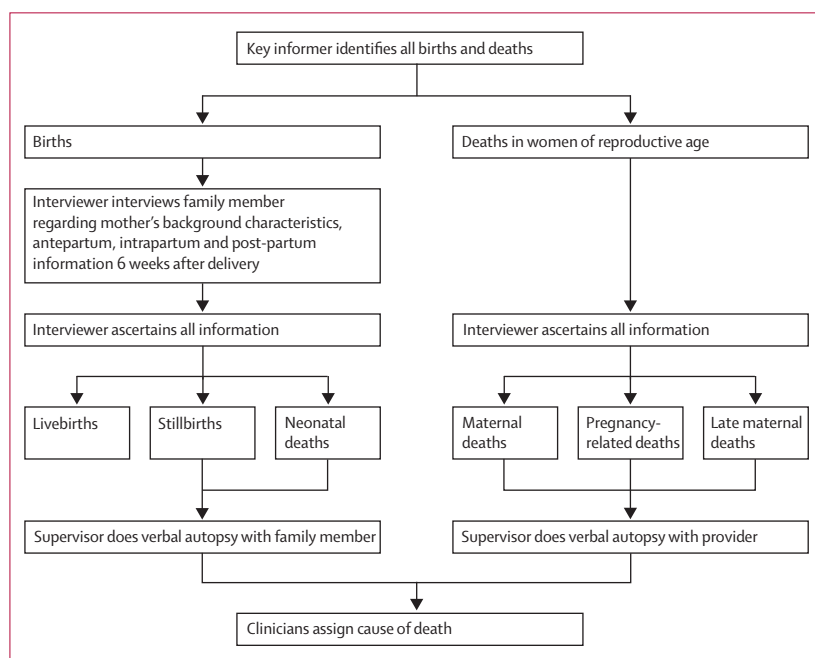 Key informer identifies all births and deaths
Births
Deaths in women of reproductive age
Interviewer interviews family member
regarding mother's background characteristics,
antepartum, intrapartum and post-partum
information 6 weeks after delivery
Interviewer ascertains all information
Interviewer ascertains all information
Livebirths
Stillbirths
Neonatal
deaths
Maternal
deaths
Pregnancy-
related deaths
Late maternal
deaths
Supervisor does verbal autopsy with family member
Supervisor does verbal autopsy with provider
Clinicians assign cause of death